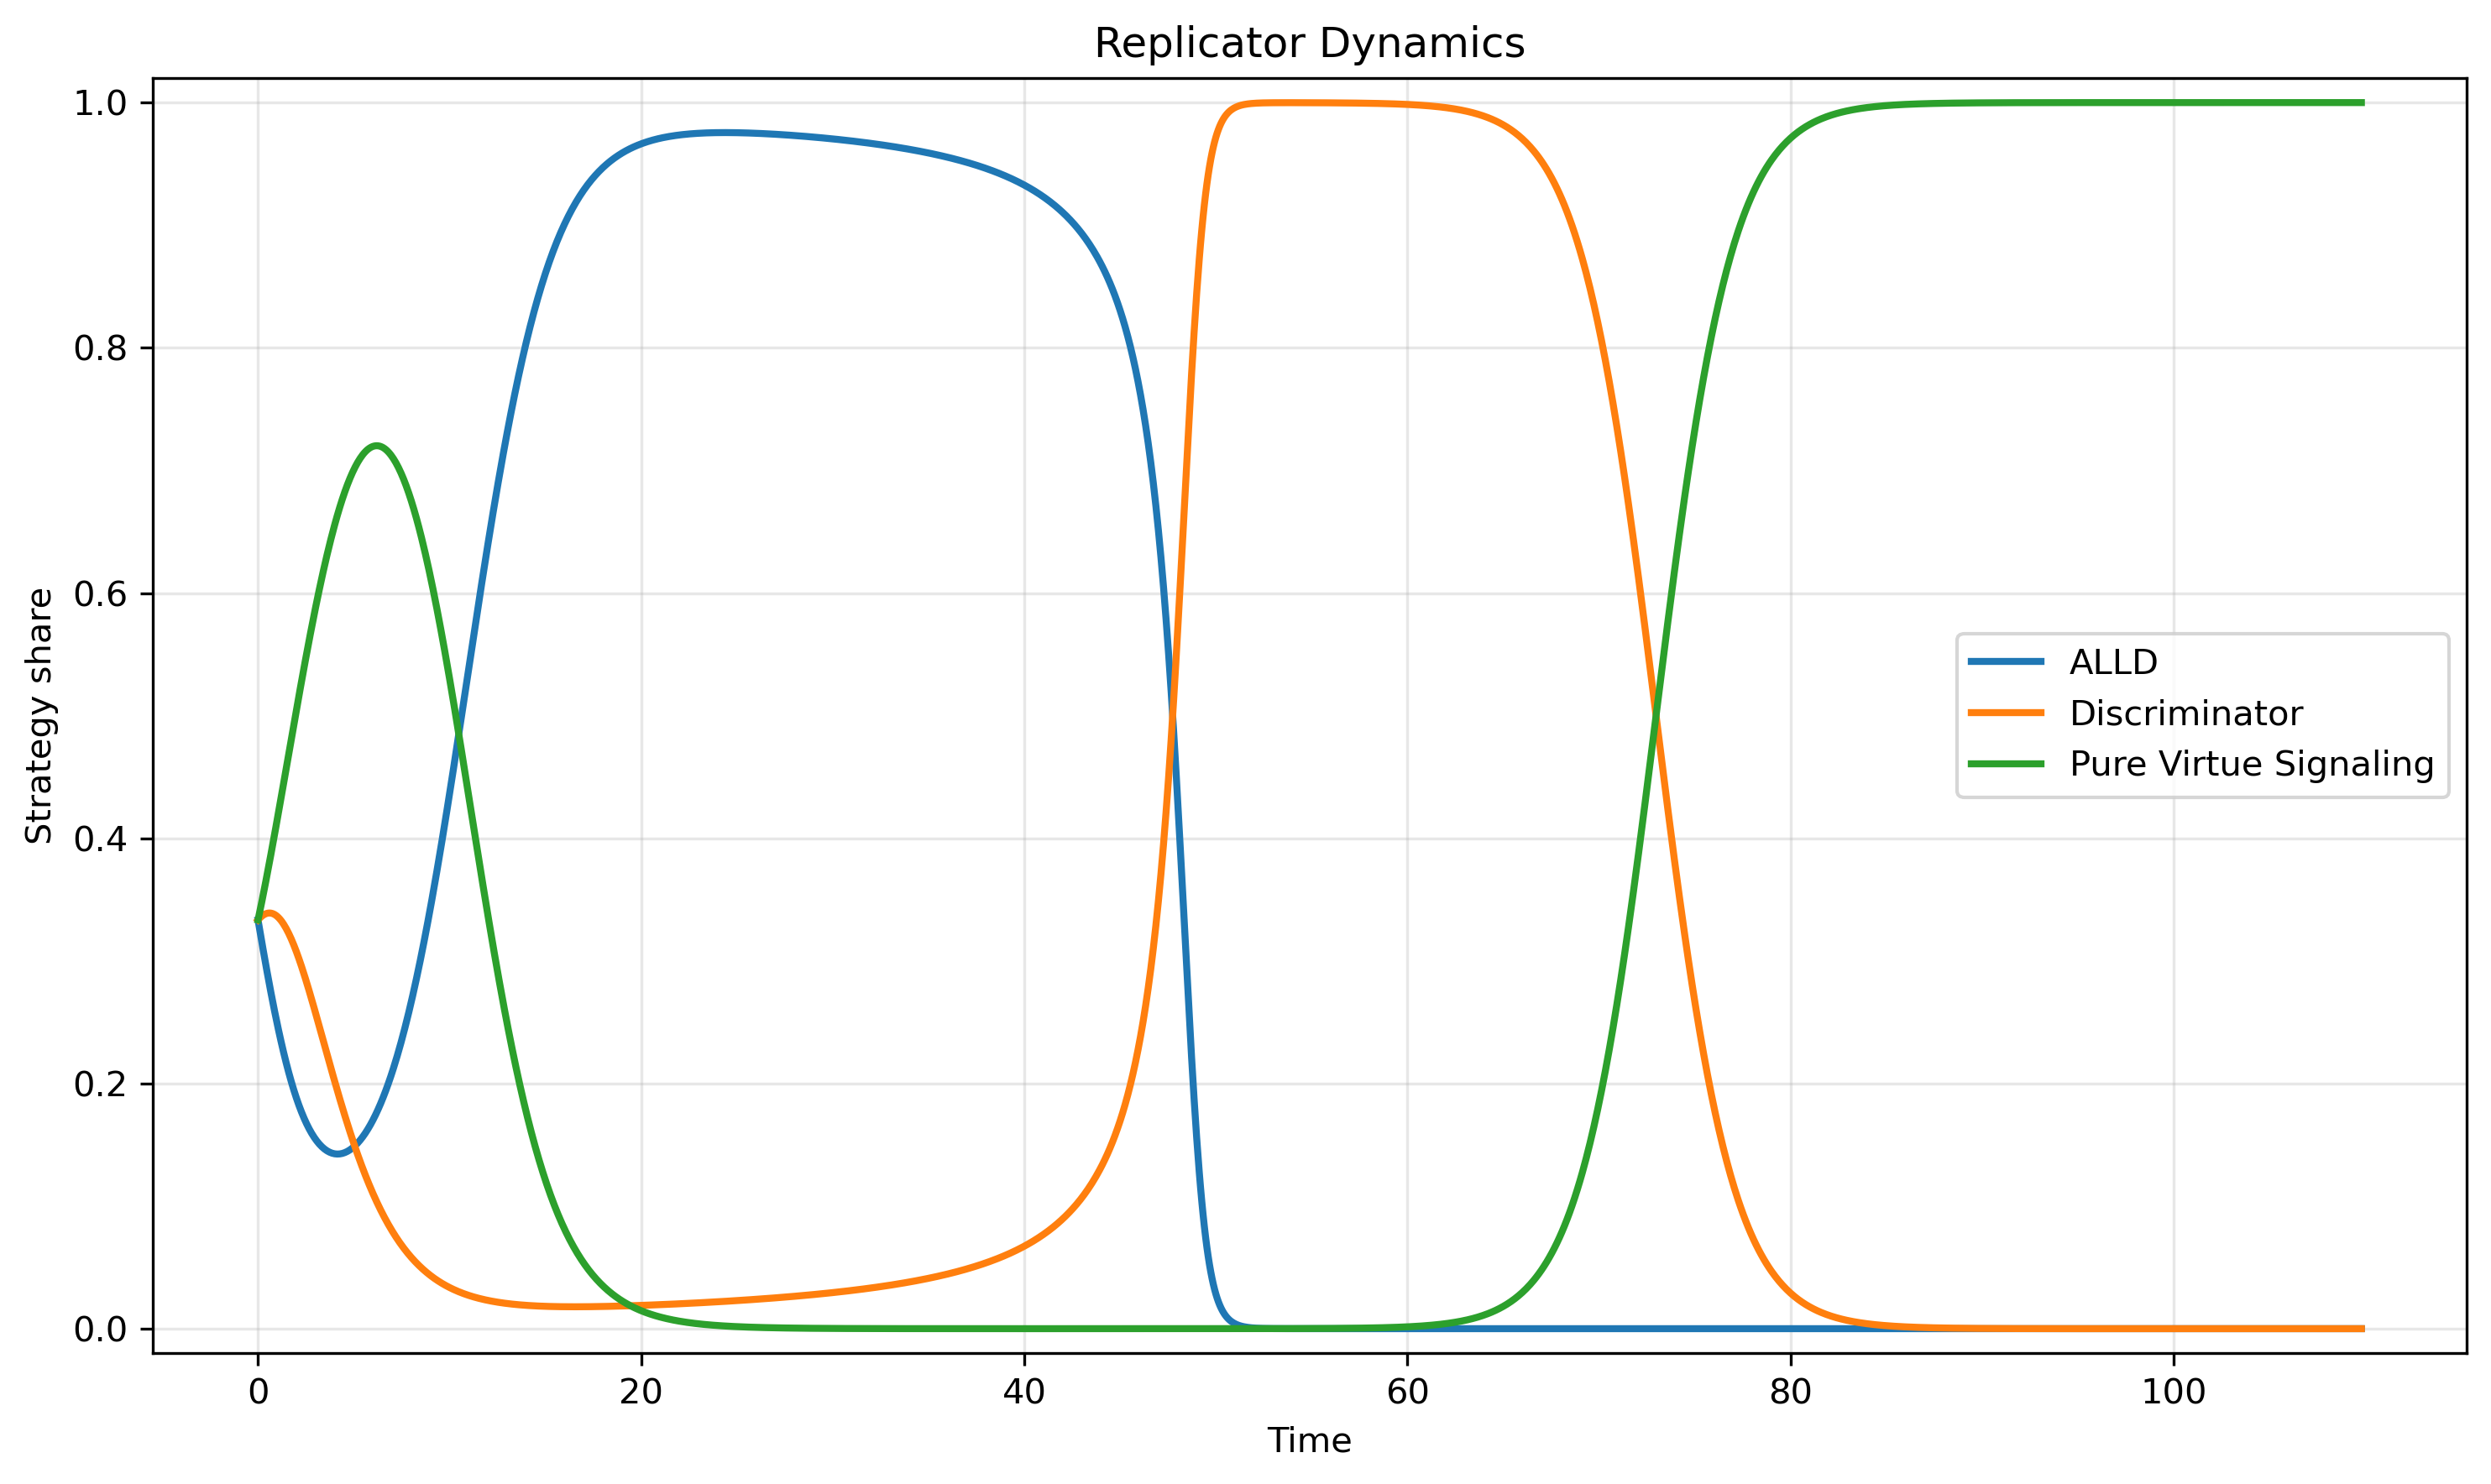 Replicator Dynamics
1.0
0.8
0.6
0.4
0.2
0.0
Strategy share
ALLD
Discriminator
Pure Virtue Signaling
0
20
40
60
80
100
Time